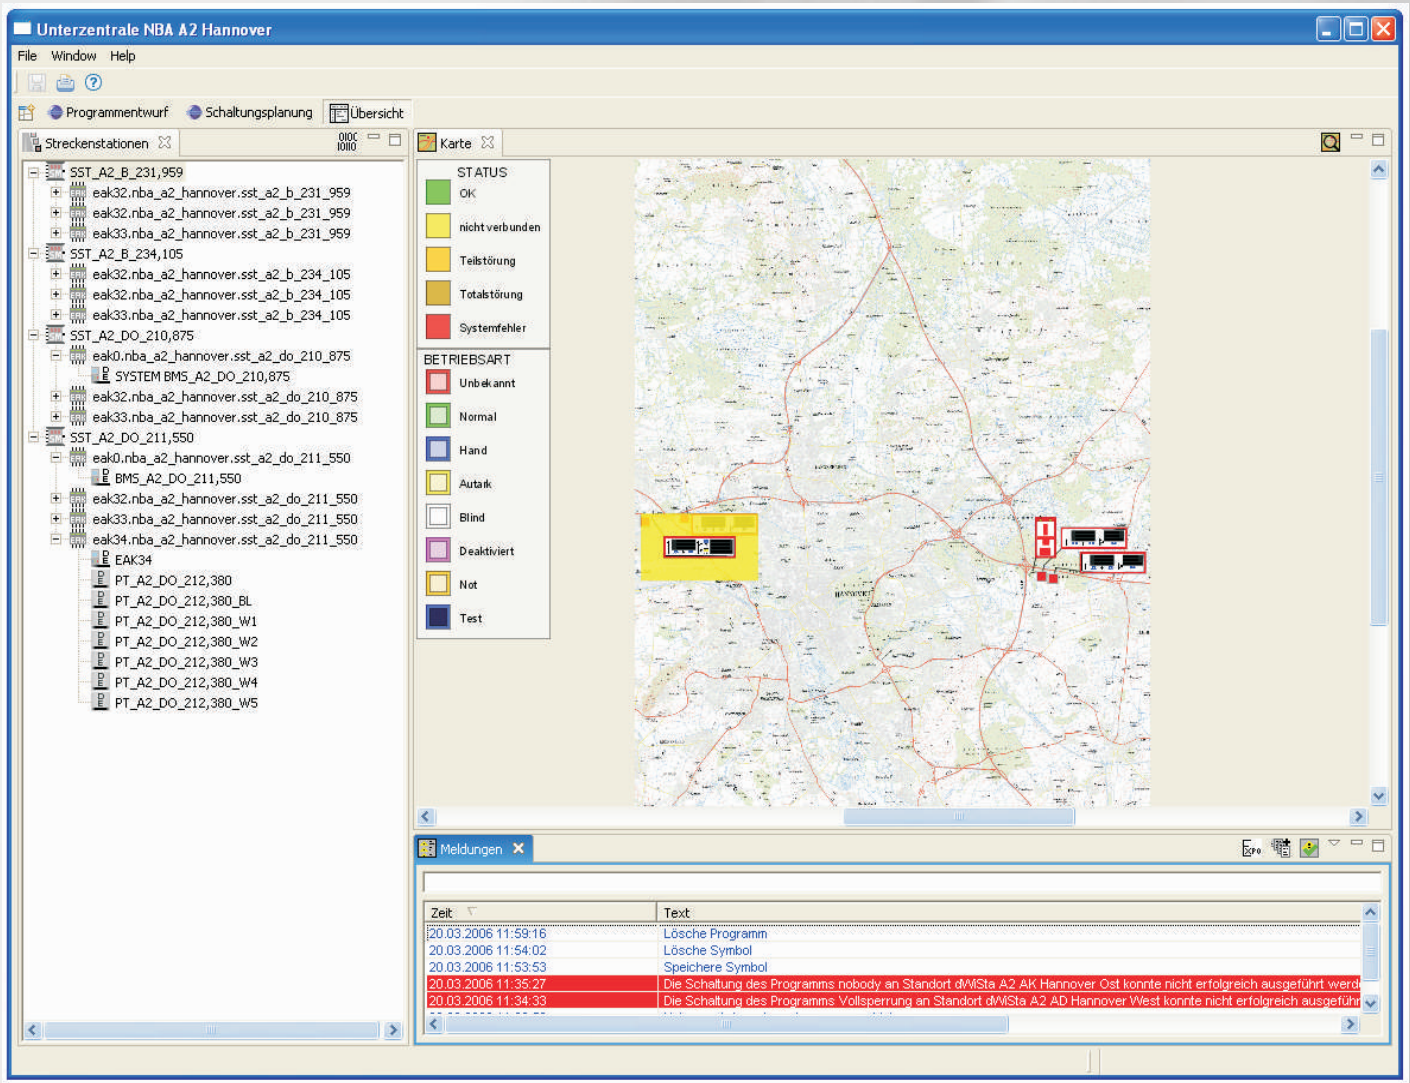 Unterzentrale NBA A2 Hannover
File Window Help
Programmentwurf Schaltungsplanung Übersicht
Streckenstationen
SST_A2_B_231,959
eak32.nba_a2_hannover.sst_a2_b_231_959
eak32.nba_a2_hannover.sst_a2_b_231_959
eak33.nba_a2_hannover.sst_a2_b_231_959
SST_A2_B_234,105
eak32.nba_a2_hannover.sst_a2_b_234_105
eak32.nba_a2_hannover.sst_a2_b_234_105
eak33.nba_a2_hannover.sst_a2_b_234_105
SST_A2_DO_210,875
eak0.nba_a2_hannover.sst_a2_do_210_875
SYSTEM BMS_A2_DO_210,875
eak32.nba_a2_hannover.sst_a2_do_210_875
eak33.nba_a2_hannover.sst_a2_do_210_875
SST_A2_DO_211,550
eak0.nba_a2_hannover.sst_a2_do_211_550
BMS_A2_DO_211,550
eak32.nba_a2_hannover.sst_a2_do_211_550
eak33.nba_a2_hannover.sst_a2_do_211_550
eak34.nba_a2_hannover.sst_a2_do_211_550
EAK34
PT_A2_DO_212,380
PT_A2_DO_212,380_BL
PT_A2_DO_212,380_W1
PT_A2_DO_212,380_W2
PT_A2_DO_212,380_W3
PT_A2_DO_212,380_W4
PT_A2_DO_212,380_W5
Karte
STATUS
OK
nicht verbunden
Teilstörung
Totalstörung
Systemfehler
BETRIEBSART
Unbekannt
Normal
Hand
Autark
Blind
Deaktiviert
Not
Test
HANNOVER
Meldungen
Zeit Text
20.03.2006 11:59:16 Lösche Programm
20.03.2006 11:54:02 Lösche Symbol
20.03.2006 11:53:53 Speichere Symbol
20.03.2006 11:35:27 Die Schaltung des Programms nobody an Standort dWiSta A2 AK Hannover Ost konnte nicht erfolgreich ausgeführt werd
20.03.2006 11:34:33 Die Schaltung des Programms Vollsperrung an Standort dWiSta A2 AD Hannover West konnte nicht erfolgreich ausgeführ